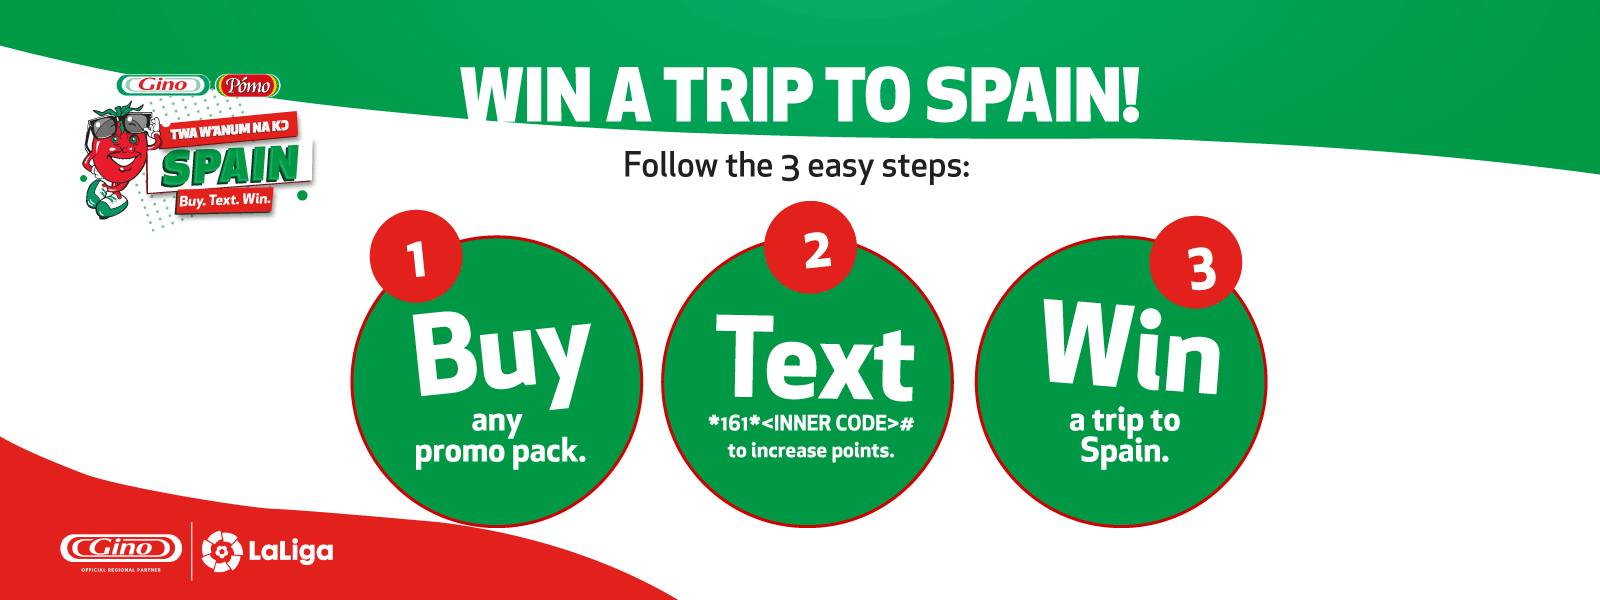 WIN A TRIP TO SPAIN!
Follow the 3 easy steps:
Gino
Pómo
TWA W'ANUM NA KƆ
SPAIN
Buy. Text. Win.
1
Buy
any
promo pack.
2
Text
*161*<INNER CODE>#
to increase points.
3
Win
a trip to
Spain.
Gino
OFFICIAL REGIONAL PARTNER
LaLiga